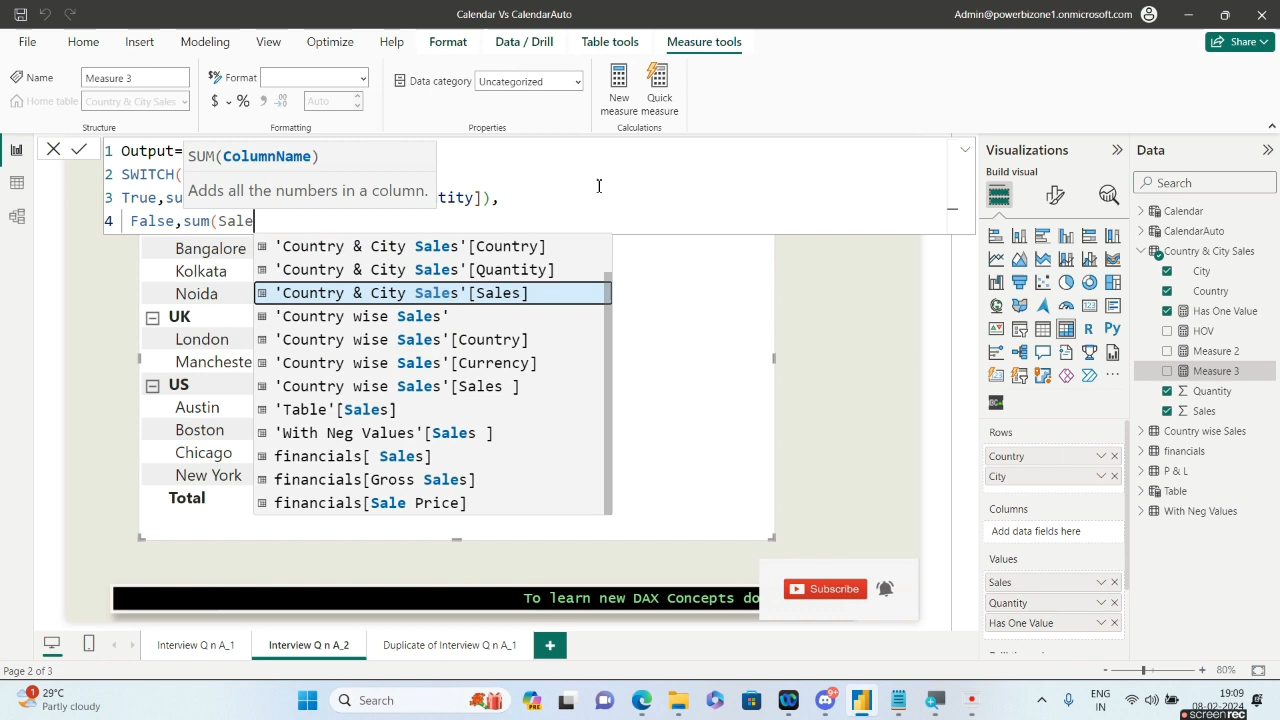 Calendar Vs CalendarAuto
Admin@powerbizone1.onmicrosoft.com
File Home Insert Modeling View Optimize Help Format Data / Drill Table tools Measure tools
Share
Name Measure 3
Home table Country & City Sales
Structure
Format
$ % Auto
Formatting
Data category Uncategorized
Properties
New measure
Quick measure
Calculations
1 Output=
2 SWITCH(
3 True,su
tity]),
4 False,sum(Sale
SUM(ColumnName)
Adds all the numbers in a column.
'Country & City Sales'[Country]
'Country & City Sales'[Quantity]
'Country & City Sales'[Sales]
'Country wise Sales'
'Country wise Sales'[Country]
'Country wise Sales'[Currency]
'Country wise Sales'[Sales ]
'Table'[Sales]
'With Neg Values'[Sales ]
financials[ Sales]
financials[Gross Sales]
financials[Sale Price]
Bangalore
Kolkata
Noida
UK
London
Mancheste
US
Austin
Boston
Chicago
New York
Total
To learn new DAX Concepts do
Subscribe
Visualizations
Build visual
R Py
Rows
Country
City
Columns
Add data fields here
Values
Sales
Quantity
Has One Value
Data
Search
Calendar
CalendarAuto
Country & City Sales
City
Country
Has One Value
HOV
Measure 2
Measure 3
Quantity
Sales
Country wise Sales
financials
P & L
Table
With Neg Values
Interview Q n A_1
Interview Q n A_2
Duplicate of Interview Q n A_1
Page 2 of 3
80%
1
29°C
Partly cloudy
Search
ENG
IN
19:09
08-02-2024
screenrec